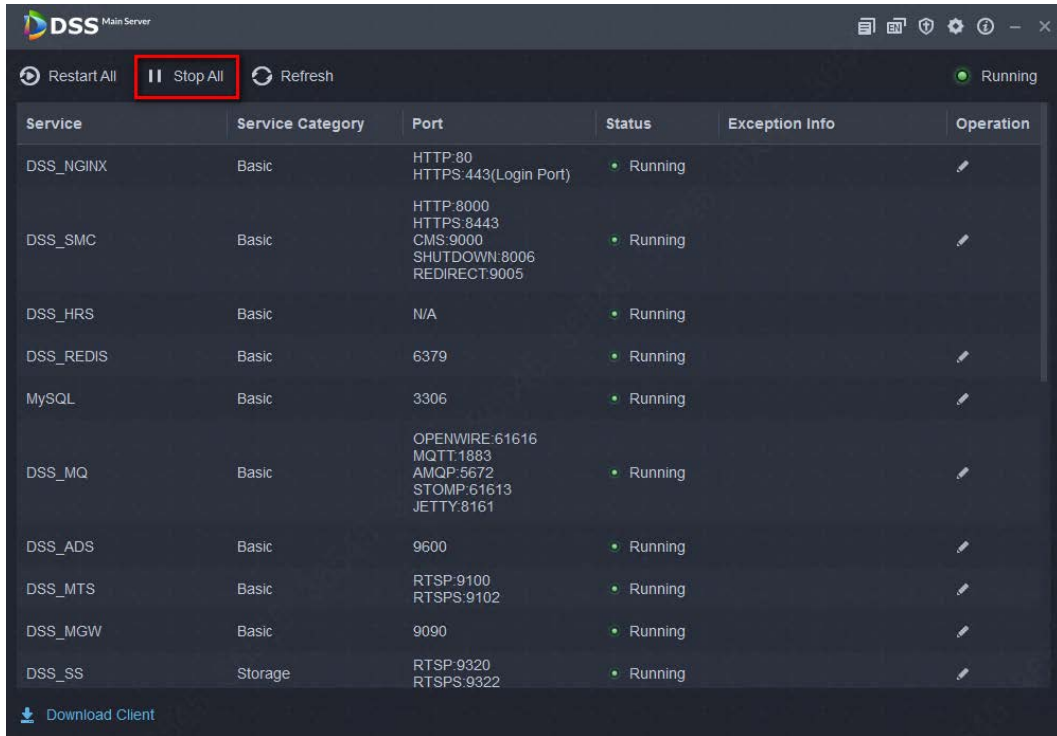 DSS Main Server
EN
Restart All Stop All Refresh Running
Service Service Category Port Status Exception Info Operation
DSS_NGINX Basic HTTP:80 Running
HTTPS:443(Login Port)
HTTP:8000
HTTPS:8443
DSS_SMC Basic CMS:9000 Running
SHUTDOWN:8006
REDIRECT:9005
DSS_HRS Basic N/A Running
DSS_REDIS Basic 6379 Running
MySQL Basic 3306 Running
OPENWIRE:61616
MQTT:1883
DSS_MQ Basic AMQP:5672 Running
STOMP:61613
JETTY:8161
DSS_ADS Basic 9600 Running
DSS_MTS Basic RTSP:9100 Running
RTSPS:9102
DSS_MGW Basic 9090 Running
DSS_SS Storage RTSP:9320 Running
RTSPS:9322
Download Client